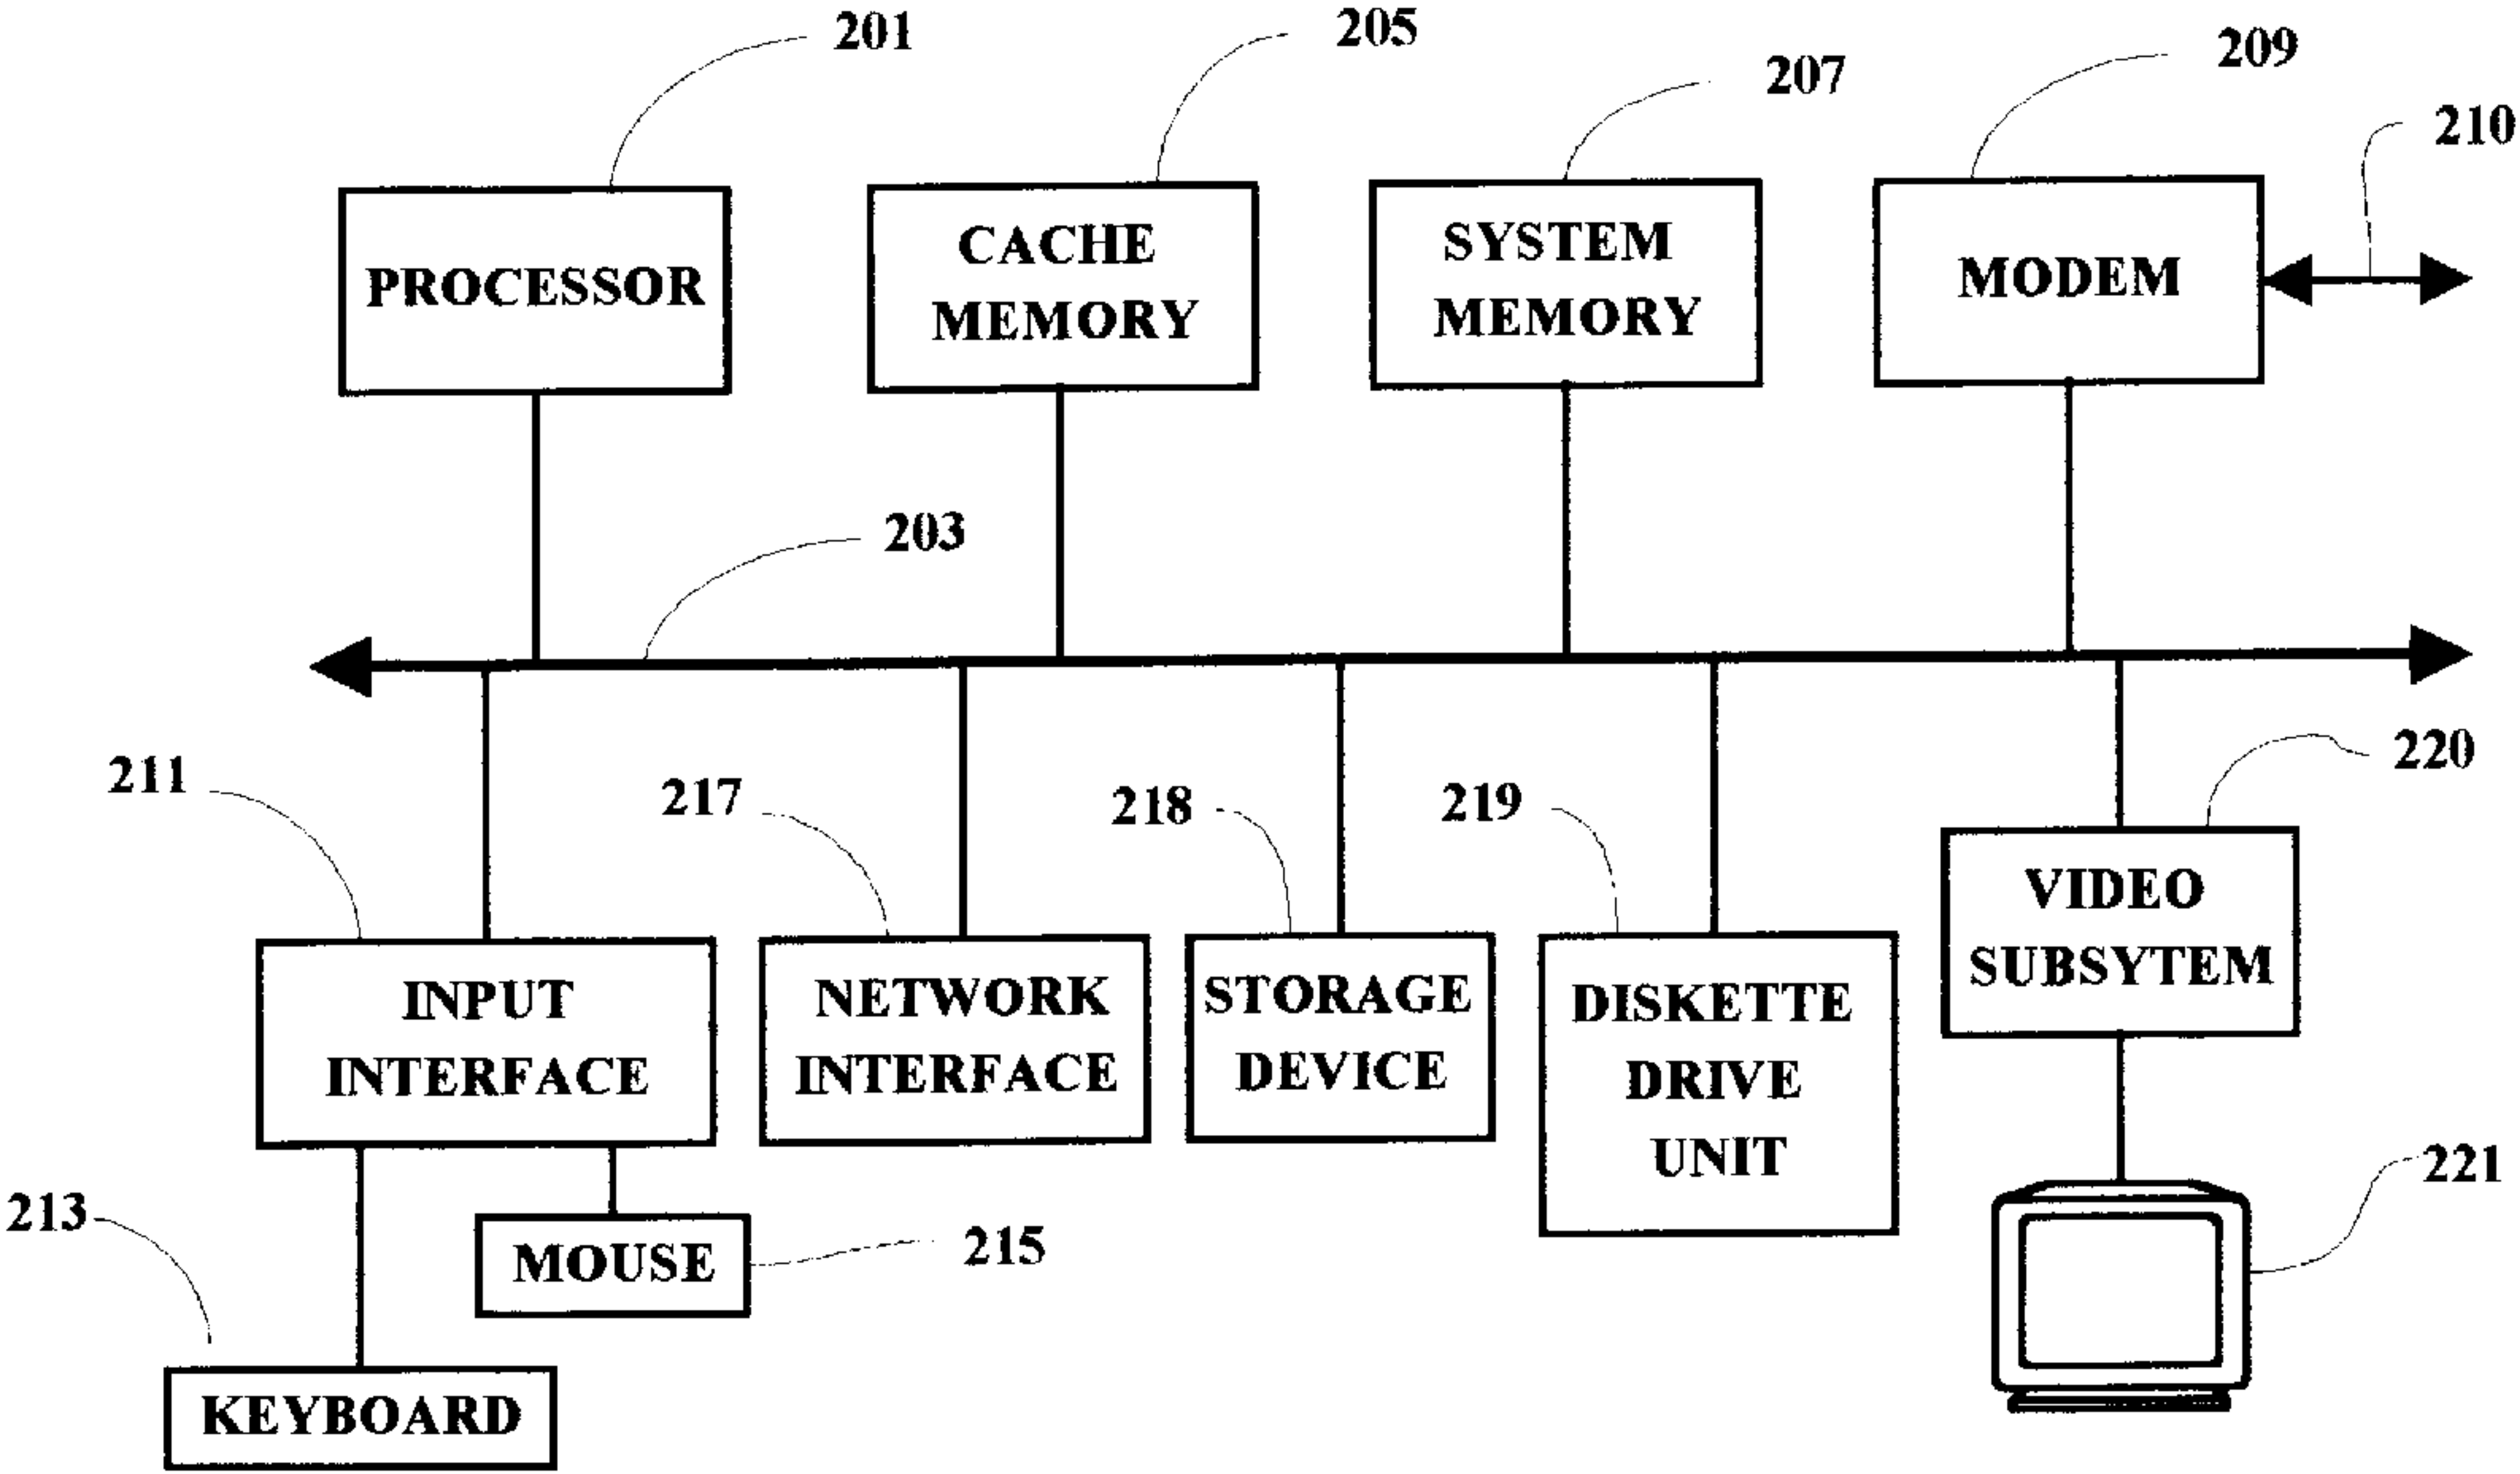 201
205
207
209
210
PROCESSOR
CACHE
MEMORY
SYSTEM
MEMORY
MODEM
203
211
217
218
219
220
INPUT
INTERFACE
NETWORK
INTERFACE
STORAGE
DEVICE
DISKETTE
DRIVE
UNIT
VIDEO
SUBSYTEM
213
MOUSE
215
221
KEYBOARD